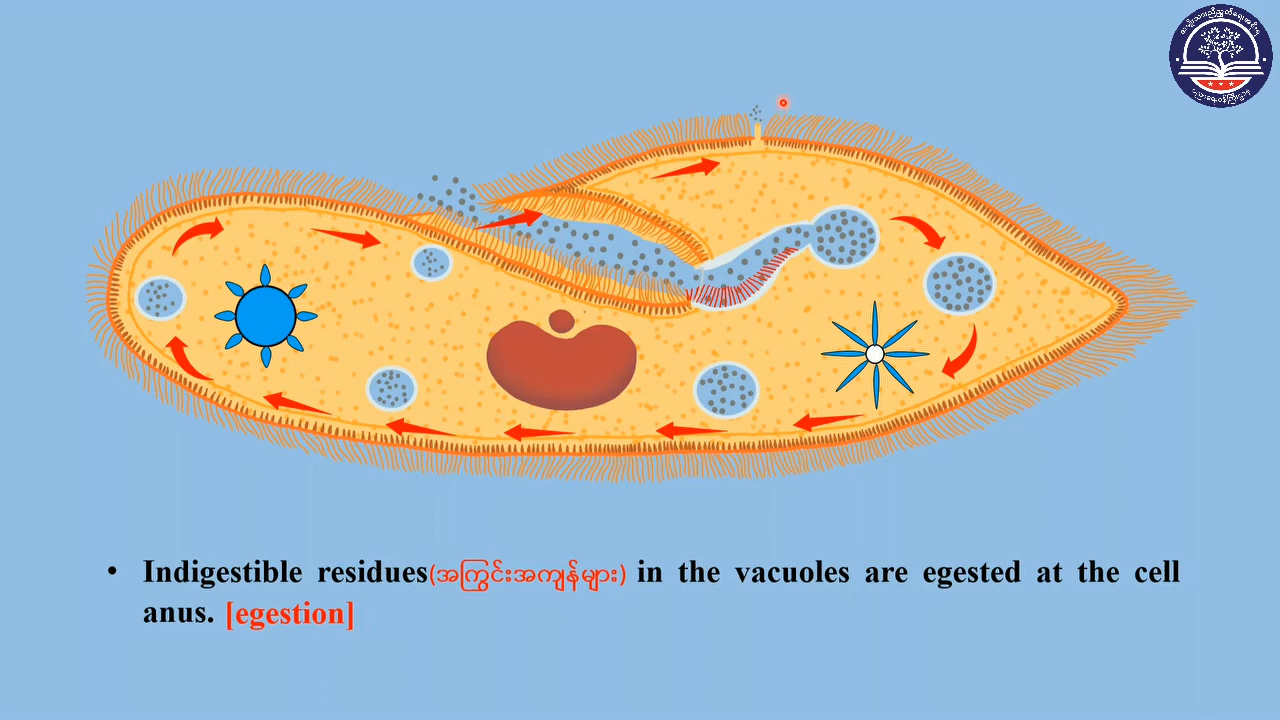 • Indigestible residues(အကြွင်းအကျန်များ) in the vacuoles are egested at the cell
anus. [egestion]